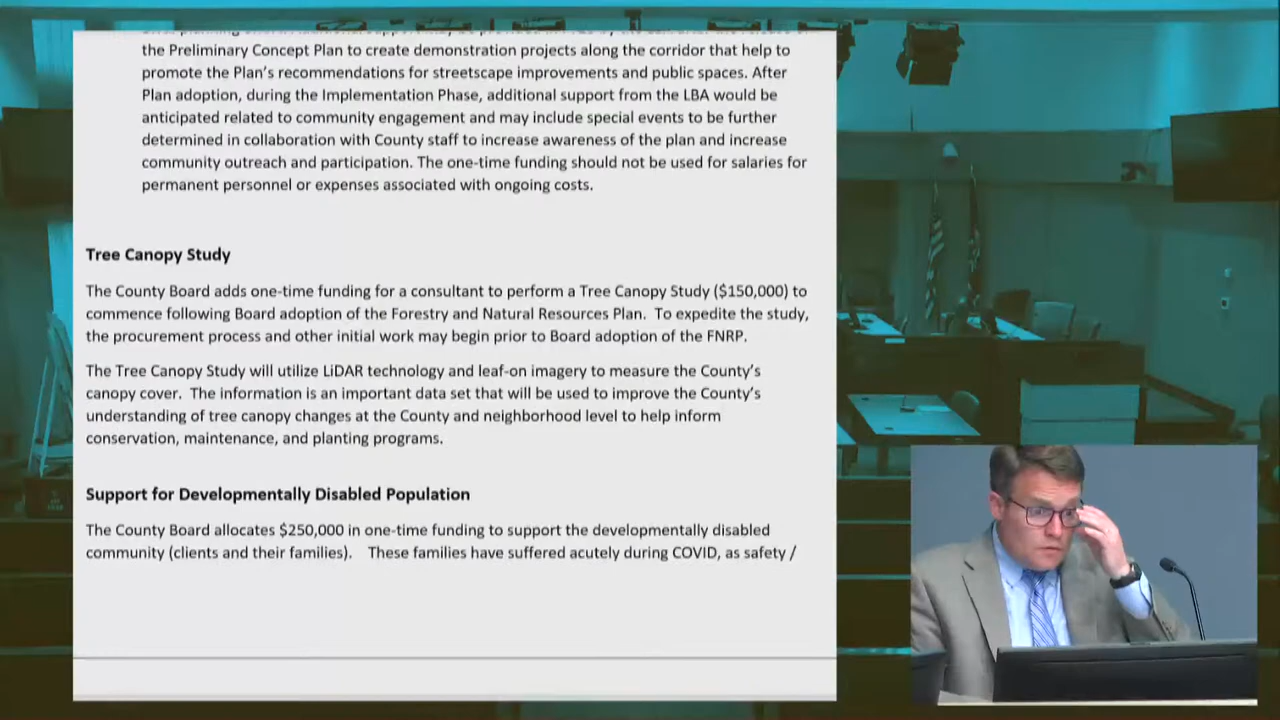 the Preliminary Concept Plan to create demonstration projects along the corridor that help to
promote the Plan's recommendations for streetscape improvements and public spaces. After
Plan adoption, during the Implementation Phase, additional support from the LBA would be
anticipated related to community engagement and may include special events to be further
determined in collaboration with County staff to increase awareness of the plan and increase
community outreach and participation. The one-time funding should not be used for salaries for
permanent personnel or expenses associated with ongoing costs.
Tree Canopy Study
The County Board adds one-time funding for a consultant to perform a Tree Canopy Study ($150,000) to
commence following Board adoption of the Forestry and Natural Resources Plan. To expedite the study,
the procurement process and other initial work may begin prior to Board adoption of the FNRP.
The Tree Canopy Study will utilize LiDAR technology and leaf-on imagery to measure the County's
canopy cover. The information is an important data set that will be used to improve the County's
understanding of tree canopy changes at the County and neighborhood level to help inform
conservation, maintenance, and planting programs.
Support for Developmentally Disabled Population
The County Board allocates $250,000 in one-time funding to support the developmentally disabled
community (clients and their families). These families have suffered acutely during COVID, as safety /